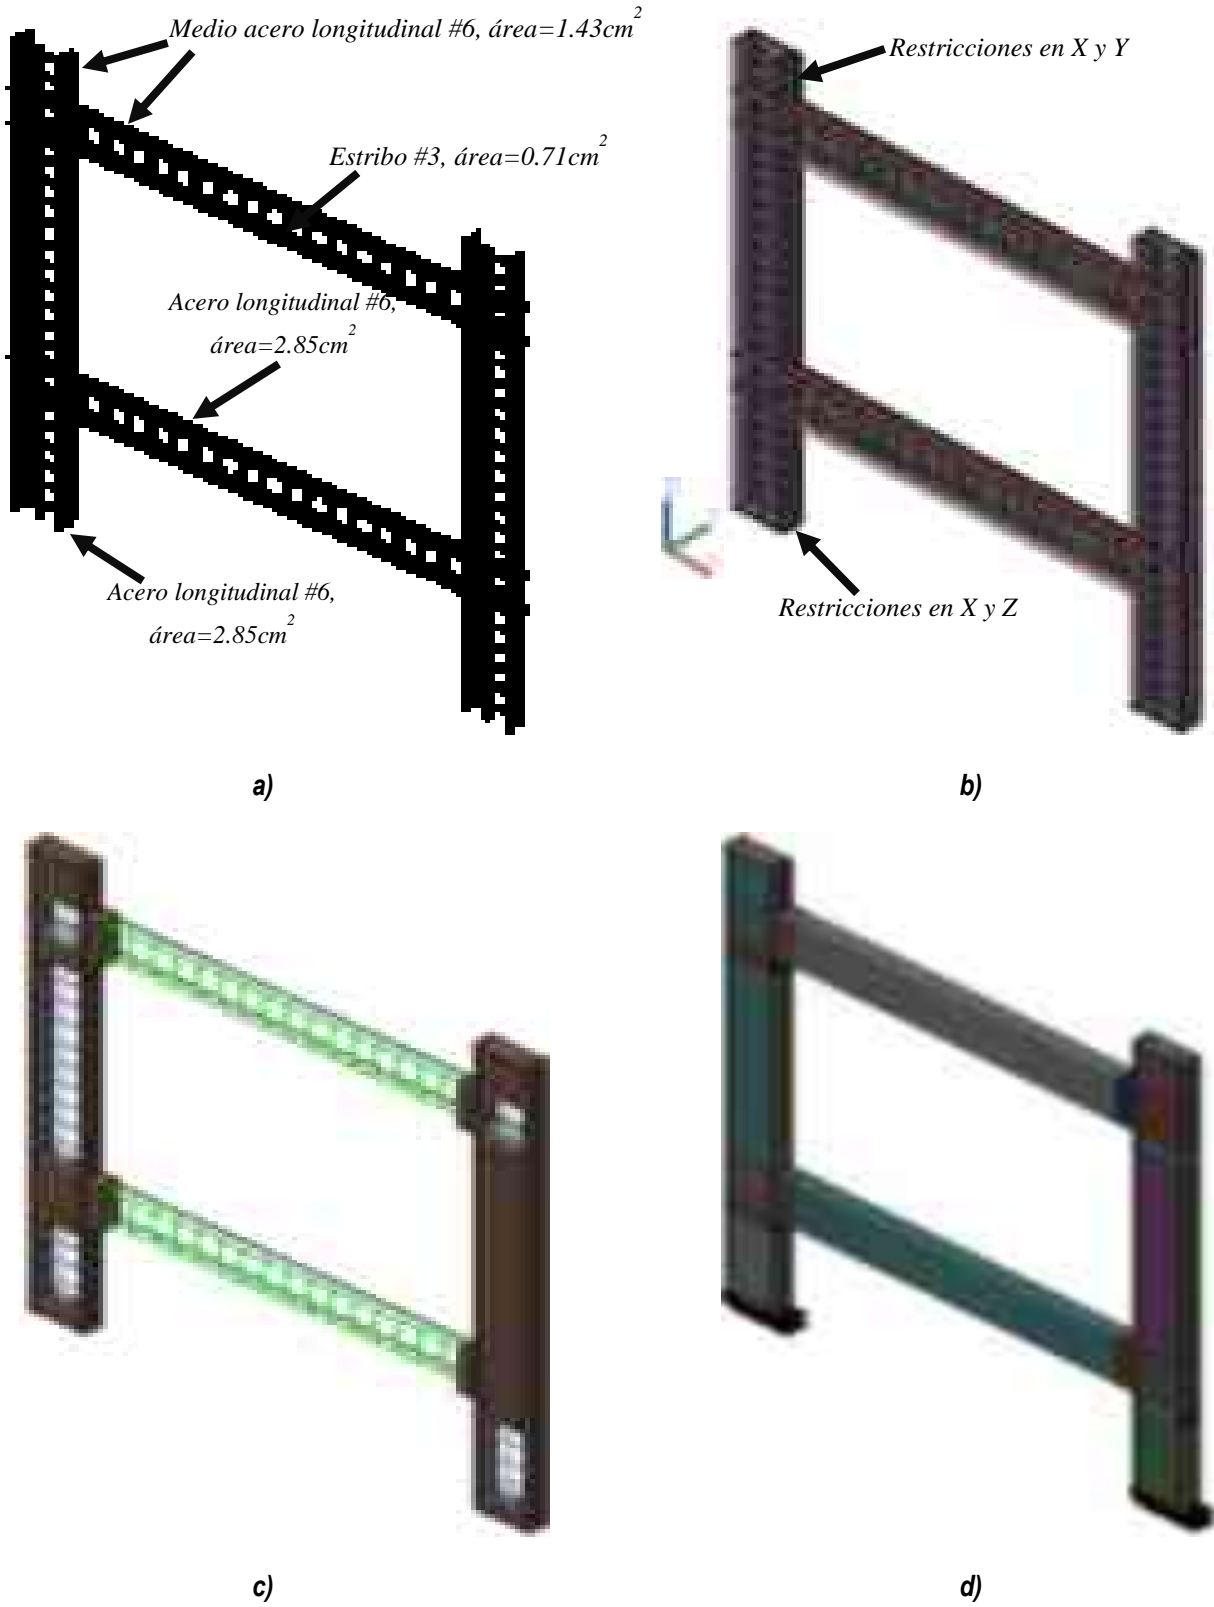 Medio acero longitudinal #6, área=1.43cm²
Restricciones en X y Y
Estribo #3, área=0.71cm²
Acero longitudinal #6,
área=2.85cm²
Acero longitudinal #6,
área=2.85cm²
Restricciones en X y Z
a)
b)
c)
d)